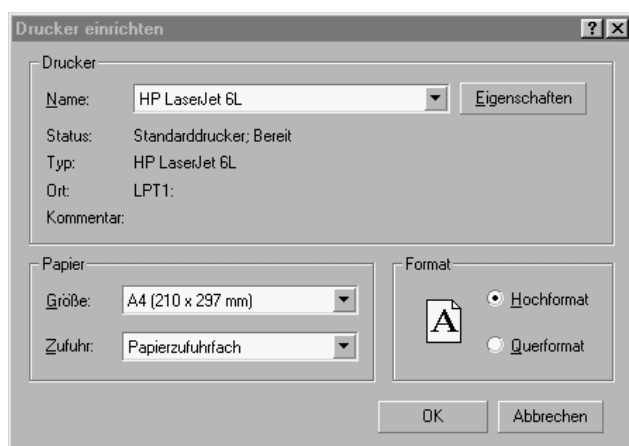 Drucker einrichten
Drucker
Name: HP LaserJet 6L Eigenschaften
Status: Standarddrucker; Bereit
Typ: HP LaserJet 6L
Ort: LPT1:
Kommentar:
Papier
Größe: A4 (210 x 297 mm)
Zufuhr: Papierzufuhrfach
Format
A
Hochformat
Querformat
OK Abbrechen